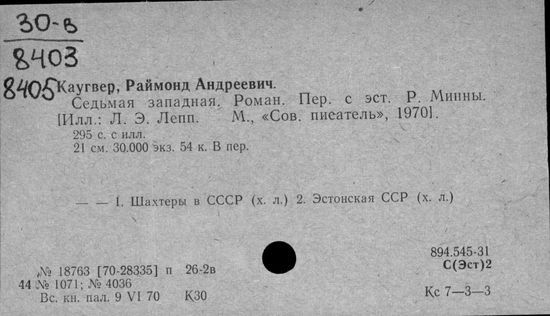 30-в
8403
8405
Каугвер, Раймонд Андреевич.
Седьмая западная. Роман. Пер. с эст. Р. Минны.
[Илл.: Л. Э. Лепп. М., «Сов. писатель», 1970].
295 с. с илл.
21 см. 30.000 экз. 54 к. В пер.
— — 1. Шахтеры в СССР (х. л.) 2. Эстонская ССР (х. л.)
894.545-31
№ 18763 [70-28335] п 26-2в С(Эст)2
44 № 1071; № 4036
Вс. кн. пал. 9 VI 70 К30 Кс 7—3—3